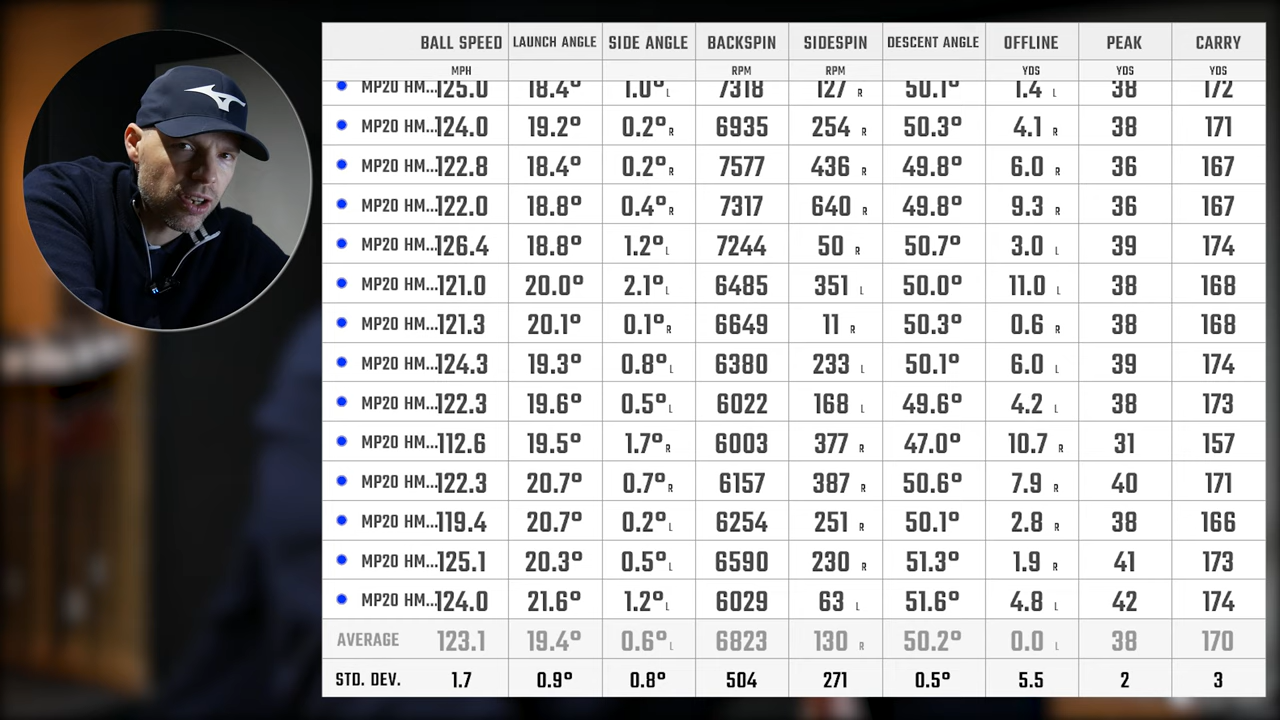 BALL SPEED LAUNCH ANGLE SIDE ANGLE BACKSPIN SIDESPIN DESCENT ANGLE OFFLINE PEAK CARRY
MPH RPM RPM YDS YDS YDS
MP20 HM... 125.0 18.4° 1.0° L 7318 127 R 50.1° 1.4 L 38 172
MP20 HM... 124.0 19.2° 0.2° R 6935 254 R 50.3° 4.1 R 38 171
MP20 HM... 122.8 18.4° 0.2° R 7577 436 R 49.8° 6.0 R 36 167
MP20 HM... 122.0 18.8° 0.4° R 7317 640 R 49.8° 9.3 R 36 167
MP20 HM... 126.4 18.8° 1.2° L 7244 50 R 50.7° 3.0 L 39 174
MP20 HM... 121.0 20.0° 2.1° L 6485 351 L 50.0° 11.0 L 38 168
MP20 HM... 121.3 20.1° 0.1° R 6649 11 R 50.3° 0.6 R 38 168
MP20 HM... 124.3 19.3° 0.8° L 6380 233 L 50.1° 6.0 L 39 174
MP20 HM... 122.3 19.6° 0.5° L 6022 168 L 49.6° 4.2 L 38 173
MP20 HM... 112.6 19.5° 1.7° R 6003 377 R 47.0° 10.7 R 31 157
MP20 HM... 122.3 20.7° 0.7° R 6157 387 R 50.6° 7.9 R 40 171
MP20 HM... 119.4 20.7° 0.2° L 6254 251 R 50.1° 2.8 R 38 166
MP20 HM... 125.1 20.3° 0.5° L 6590 230 R 51.3° 1.9 R 41 173
MP20 HM... 124.0 21.6° 1.2° L 6029 63 L 51.6° 4.8 L 42 174
AVERAGE 123.1 19.4° 0.6° L 6823 130 R 50.2° 0.0 L 38 170
STD. DEV. 1.7 0.9° 0.8° 504 271 0.5° 5.5 2 3